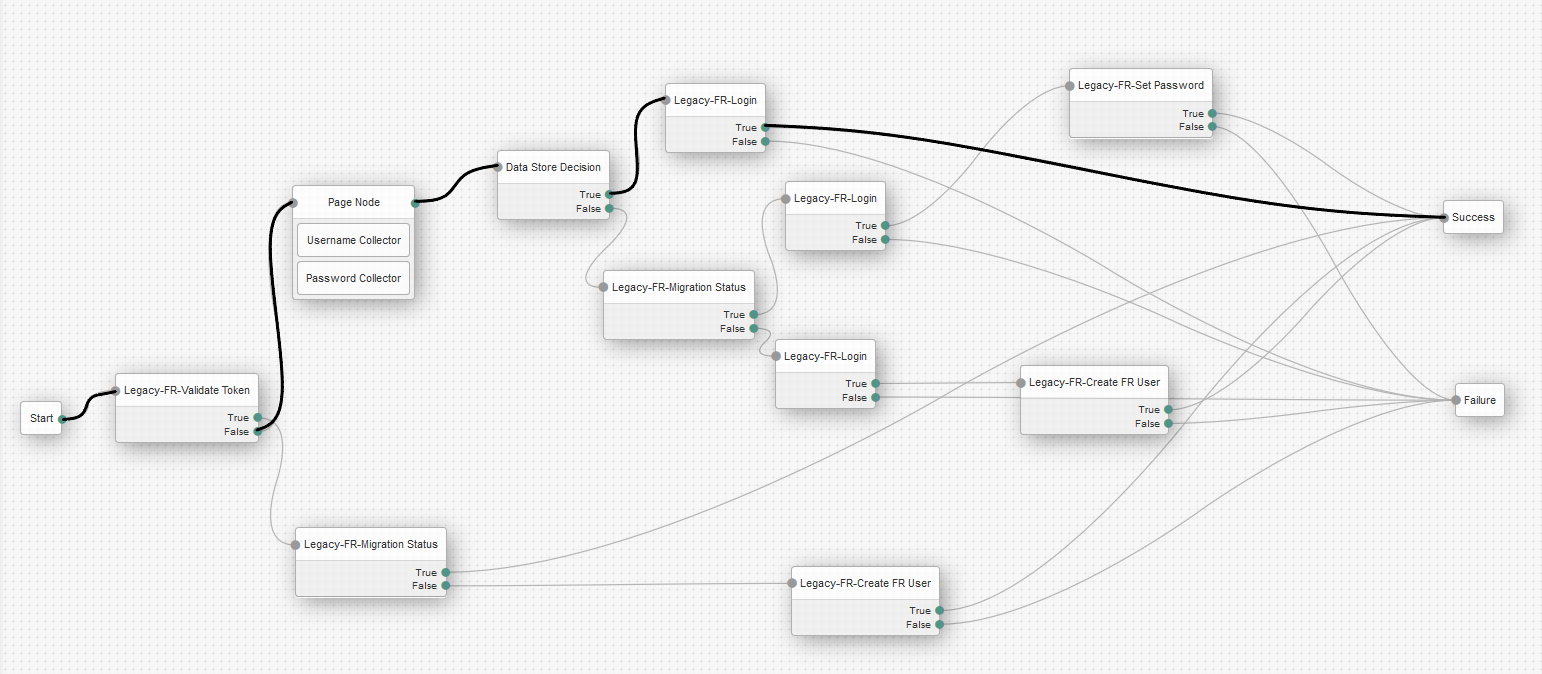 Start
Legacy-FR-Validate Token
True
False
Page Node
Username Collector
Password Collector
Data Store Decision
True
False
Legacy-FR-Login
True
False
Legacy-FR-Login
True
False
Legacy-FR-Migration Status
True
False
Legacy-FR-Login
True
False
Legacy-FR-Set Password
True
False
Legacy-FR-Create FR User
True
False
Legacy-FR-Migration Status
True
False
Legacy-FR-Create FR User
True
False
Success
Failure